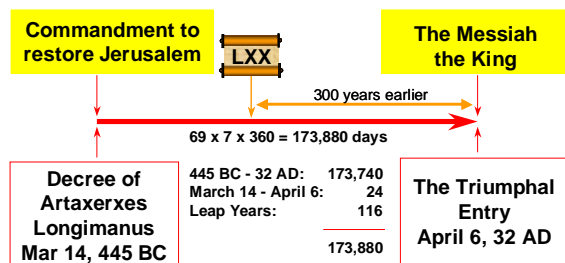 Commandment to
restore Jerusalem
LXX
The Messiah
the King
300 years earlier
69 x 7 x 360 = 173,880 days
Decree of
Artaxerxes
Longimanus
Mar 14, 445 BC
445 BC - 32 AD: 173,740
March 14 - April 6: 24
Leap Years: 116
173,880
The Triumphal
Entry
April 6, 32 AD